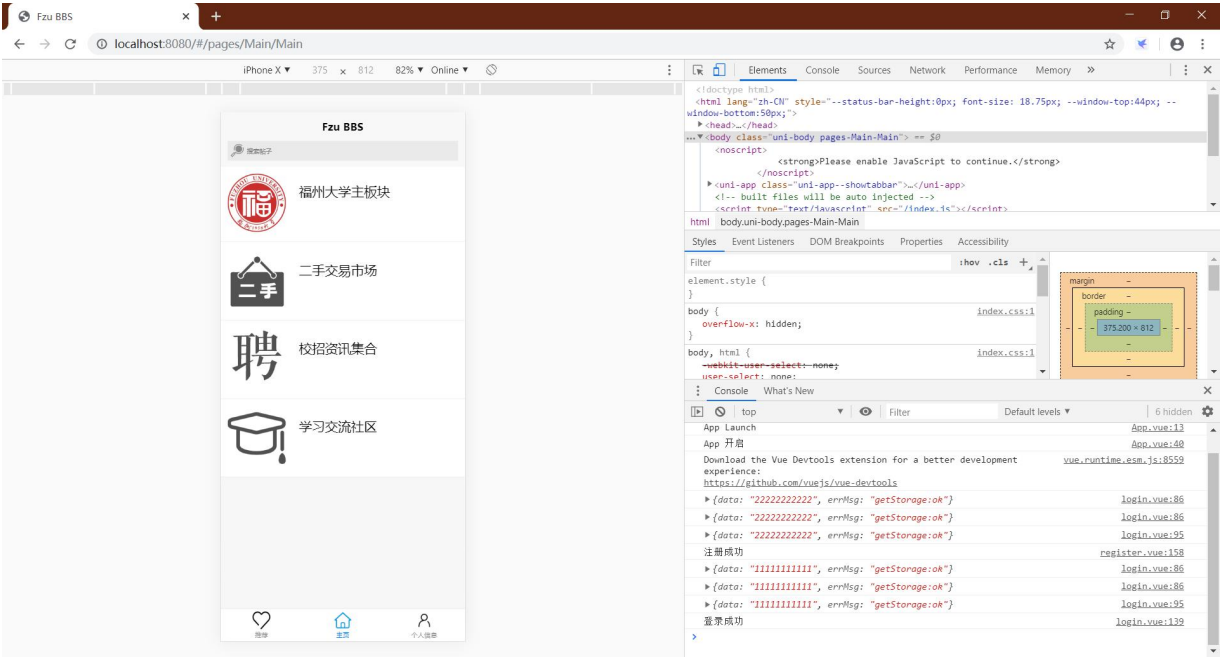 Fzu BBS
localhost:8080/#/pages/Main/Main
iPhone X ▼ 375 x 812 82% ▼ Online ▼
Fzu BBS
搜索帖子
FUZHOU UNIVERSITY
福
福州大学主板块
二手
二手交易市场
聘
校招资讯集合
学习交流社区
主页
个人信息
Elements Console Sources Network Performance Memory »
<!doctype html>
<html lang="zh-CN" style="--status-bar-height:0px; font-size: 18.75px; --window-top:44px; --
window-bottom:50px;">
▶<head>…</head>
…▼<body class="uni-body pages-Main-Main"> == $0
<noscript>
<strong>Please enable JavaScript to continue.</strong>
</noscript>
▶<uni-app class="uni-app--showtabbar">…</uni-app>
<!-- built files will be auto injected -->
<script type="text/javascript" src="/index.js"></script>
html body.uni-body.pages-Main-Main
Styles Event Listeners DOM Breakpoints Properties Accessibility
Filter :hov .cls +
element.style {
}
body { index.css:1
overflow-x: hidden;
}
body, html { index.css:1
-webkit-user-select: none;
user-select: none;
margin –
border –
padding –
375.200 × 812
Console What's New
top ▼ Filter Default levels ▼ 6 hidden
App Launch App.vue:13
App 开启 App.vue:40
Download the Vue Devtools extension for a better development vue.runtime.esm.js:8559
experience:
https://github.com/vuejs/vue-devtools
▶{data: "22222222222", errMsg: "getStorage:ok"} login.vue:86
▶{data: "22222222222", errMsg: "getStorage:ok"} login.vue:86
▶{data: "22222222222", errMsg: "getStorage:ok"} login.vue:95
注册成功 register.vue:158
▶{data: "11111111111", errMsg: "getStorage:ok"} login.vue:86
▶{data: "11111111111", errMsg: "getStorage:ok"} login.vue:86
▶{data: "11111111111", errMsg: "getStorage:ok"} login.vue:95
登录成功 login.vue:139